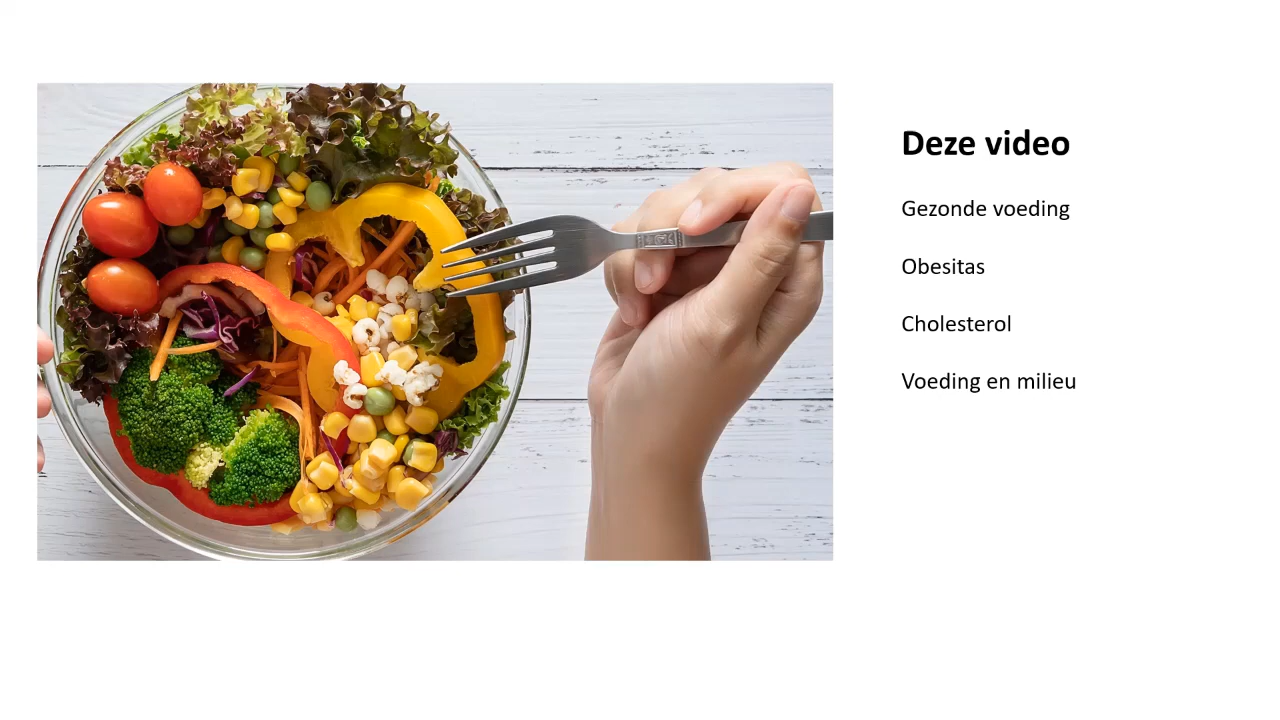 Deze video
Gezonde voeding
Obesitas
Cholesterol
Voeding en milieu